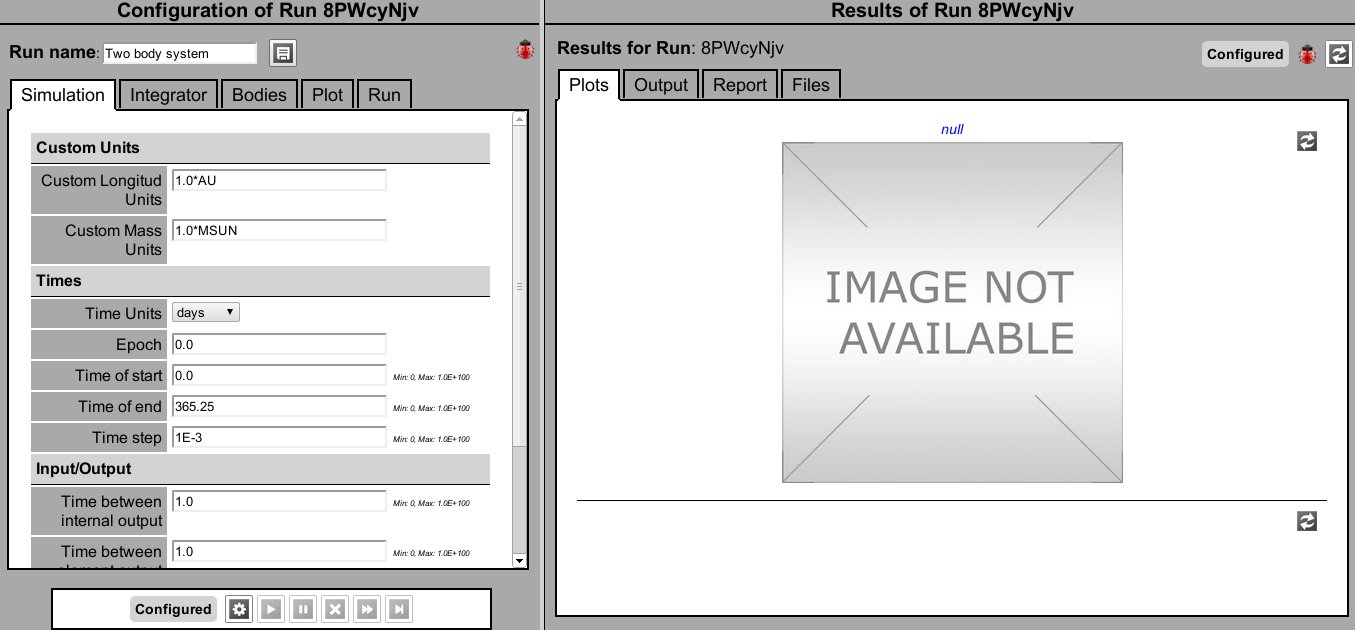 Configuration of Run 8PWcyNjv
Run name: Two body system
Simulation Integrator Bodies Plot Run
Custom Units
Custom Longitud
Units
1.0*AU
Custom Mass
Units
1.0*MSUN
Times
Time Units days
Epoch 0.0
Time of start 0.0 Min: 0, Max: 1.0E+100
Time of end 365.25 Min: 0, Max: 1.0E+100
Time step 1E-3 Min: 0, Max: 1.0E+100
Input/Output
Time between
internal output
1.0 Min: 0, Max: 1.0E+100
Time between
1.0 Min: 0, Max: 1.0E+100
Configured
Results of Run 8PWcyNjv
Results for Run: 8PWcyNjv
Configured
Plots Output Report Files
null
IMAGE NOT
AVAILABLE